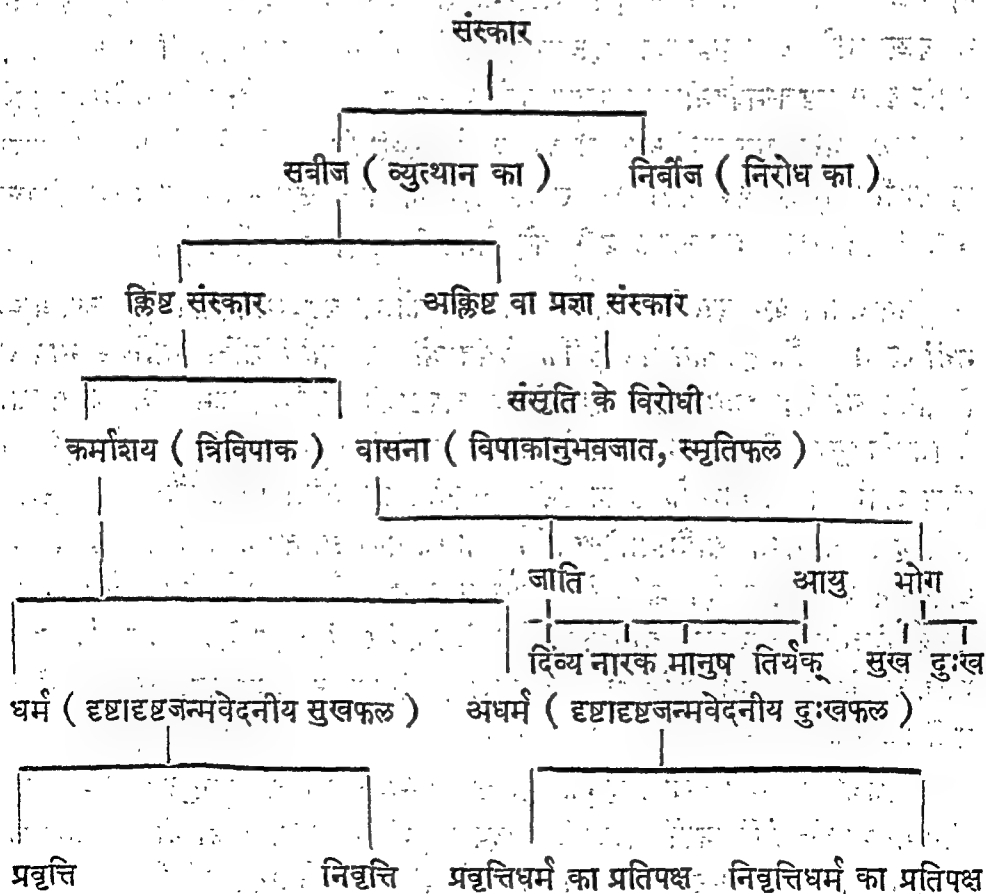 संस्कार
सवीज ( व्युत्थान का ) निर्बीज ( निरोध का )
क्लिष्ट संस्कार अक्लिष्ट वा प्रज्ञा संस्कार
संसृति के विरोधी
कर्माशय ( त्रिविपाक ) वासना ( विपाकानुभवजात, स्मृतिफल )
जाति आयु भोग
दिव्य नारक मानुष तिर्यक् सुख दुःख
धर्म ( दृष्टादृष्टजन्मवेदनीय सुखफल ) अधर्म ( दृष्टादृष्टजन्मवेदनीय दुःखफल )
प्रवृत्ति निवृत्ति प्रवृत्तिधर्म का प्रतिपक्ष निवृत्तिधर्म का प्रतिपक्ष